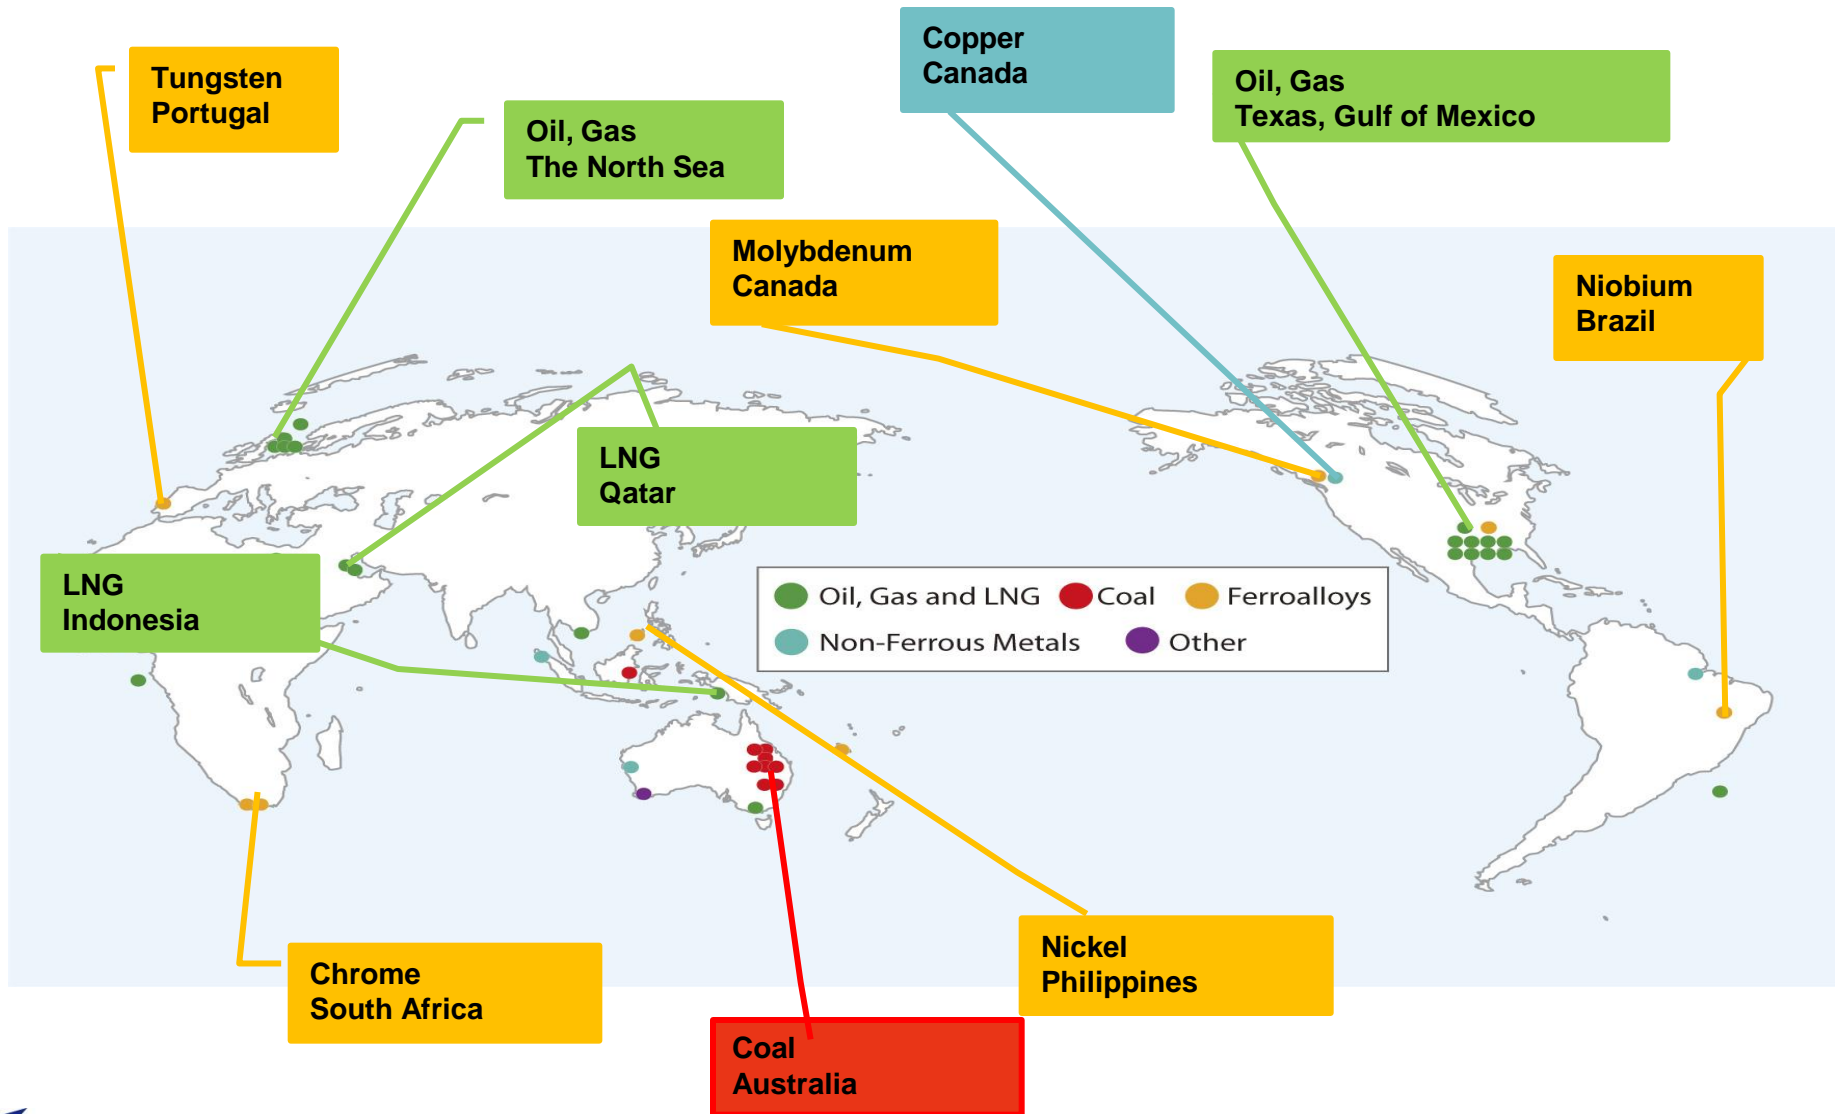 Tungsten
Portugal
Oil, Gas
The North Sea
Copper
Canada
Oil, Gas
Texas, Gulf of Mexico
Molybdenum
Canada
Niobium
Brazil
LNG
Qatar
LNG
Indonesia
Oil, Gas and LNG
Coal
Ferroalloys
Non-Ferrous Metals
Other
Chrome
South Africa
Nickel
Philippines
Coal
Australia